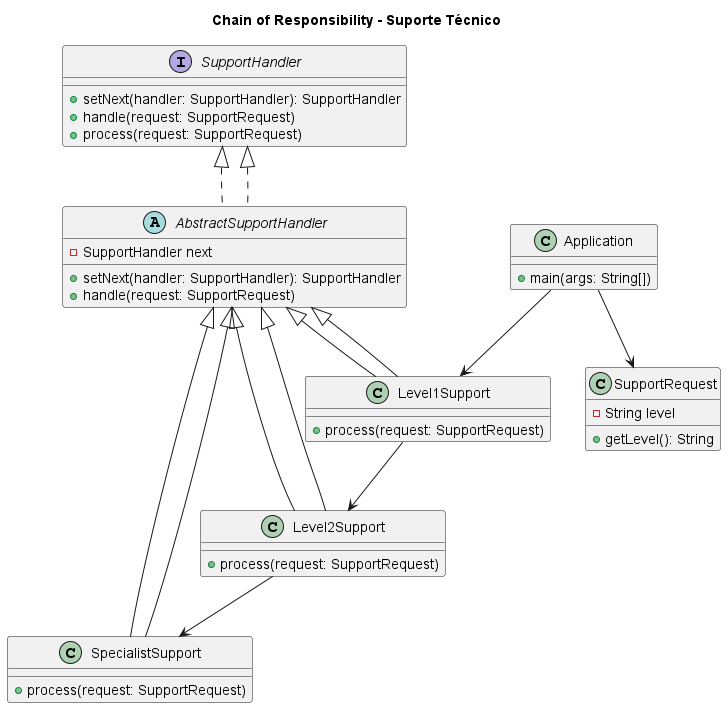 Chain of Responsibility - Suporte Técnico
I SupportHandler
setNext(handler: SupportHandler): SupportHandler
handle(request: SupportRequest)
process(request: SupportRequest)
A AbstractSupportHandler
SupportHandler next
setNext(handler: SupportHandler): SupportHandler
handle(request: SupportRequest)
C Application
main(args: String[])
C Level1Support
process(request: SupportRequest)
C SupportRequest
String level
getLevel(): String
C Level2Support
process(request: SupportRequest)
C SpecialistSupport
process(request: SupportRequest)